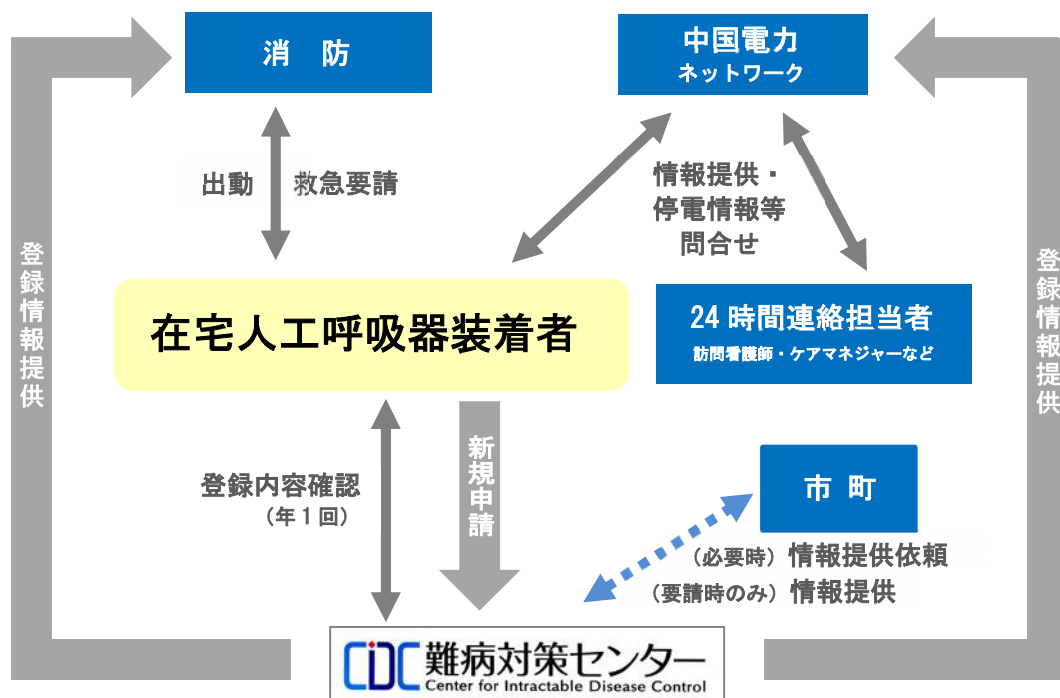 消 防
中国電力
ネットワーク
出動
救急要請
情報提供・
停電情報等
問合せ
登録情報提供
登録情報提供
在宅人工呼吸器装着者
24時間連絡担当者
訪問看護師・ケアマネジャーなど
新規申請
登録内容確認
（年1回）
市 町
（必要時）情報提供依頼
（要請時のみ）情報提供
CIDC 難病対策センター
Center for Intractable Disease Control